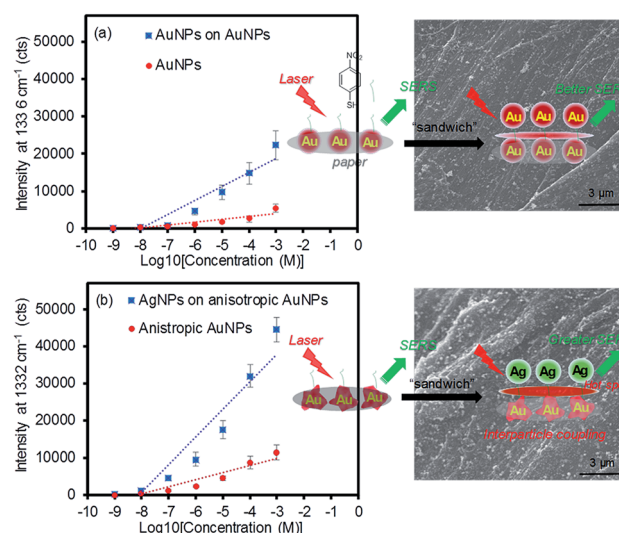 (a)
AuNPs on AuNPs
AuNPs
50000
40000
30000
20000
10000
0
Intensity at 1336 cm⁻¹ (cts)
-10 -9 -8 -7 -6 -5 -4 -3 -2 -1 0
Log10[Concentration (M)]
NO₂
SH
Laser
SERS
Au Au Au
paper
"sandwich"
Better SER
Au Au Au
Au Au Au
3 µm
(b)
AgNPs on anisotropic AuNPs
Anistropic AuNPs
50000
40000
30000
20000
10000
0
Intensity at 1332 cm⁻¹ (cts)
-10 -9 -8 -7 -6 -5 -4 -3 -2 -1 0
Log10[Concentration (M)]
Laser
SERS
Au Au Au
"sandwich"
Greater SER
Ag Ag Ag
Au Au Au
Interparticle coupling
3 µm